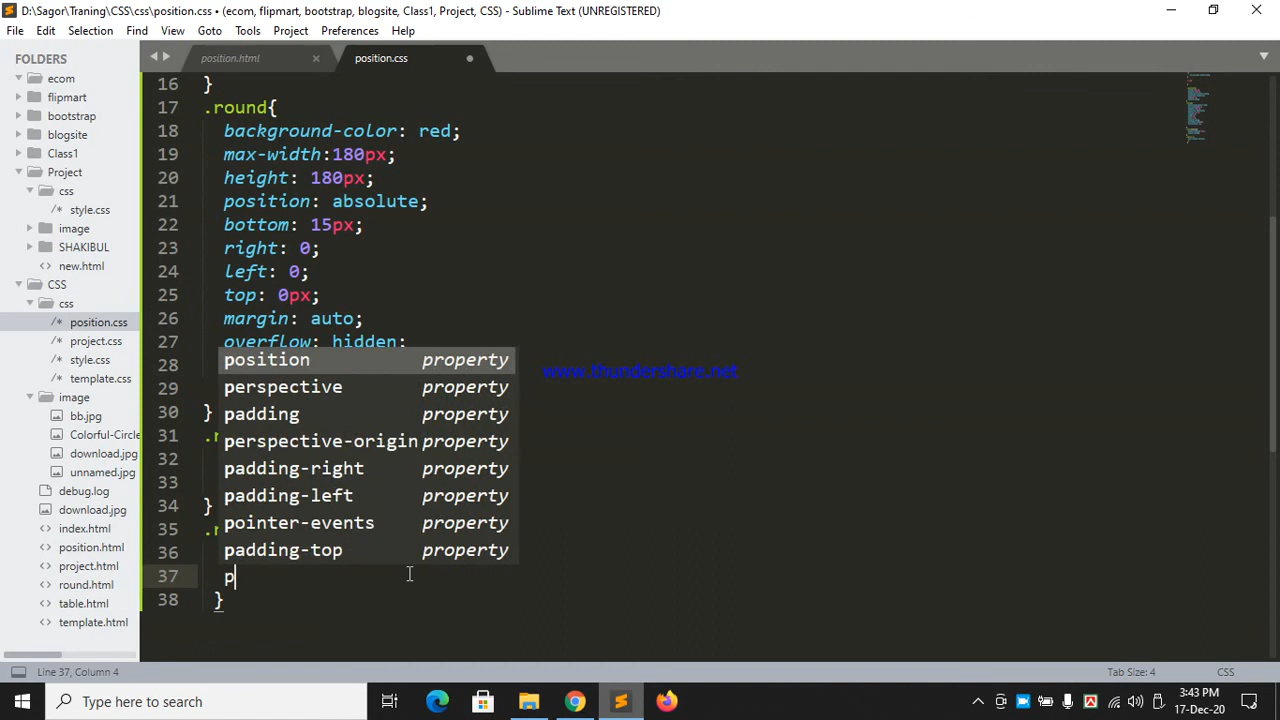 D:\Sagor\Traning\CSS\css\position.css • (ecom, flipmart, bootstrap, blogsite, Class1, Project, CSS) - Sublime Text (UNREGISTERED)
File Edit Selection Find View Goto Tools Project Preferences Help
FOLDERS
ecom
flipmart
bootstrap
blogsite
Class1
Project
css
/* style.css
image
SHAKIBUL
<> new.html
CSS
css
/* position.css
/* project.css
/* style.css
/* template.css
image
bb.jpg
Colorful-Circle
download.jpg
unnamed.jpg
debug.log
download.jpg
<> index.html
<> position.html
<> project.html
<> round.html
<> table.html
<> template.html
position.html × position.css
16 }
17 .round{
18 background-color: red;
19 max-width:180px;
20 height: 180px;
21 position: absolute;
22 bottom: 15px;
23 right: 0;
24 left: 0;
25 top: 0px;
26 margin: auto;
27 overflow: hidden;
28
29
30 }
31 .r
32
33
34 }
35 .r
36
37 p
38 }
position property
perspective property
padding property
perspective-origin property
padding-right property
padding-left property
pointer-events property
padding-top property
www.thundershare.net
Line 37, Column 4
Tab Size: 4 CSS
Type here to search
3:43 PM
17-Dec-20